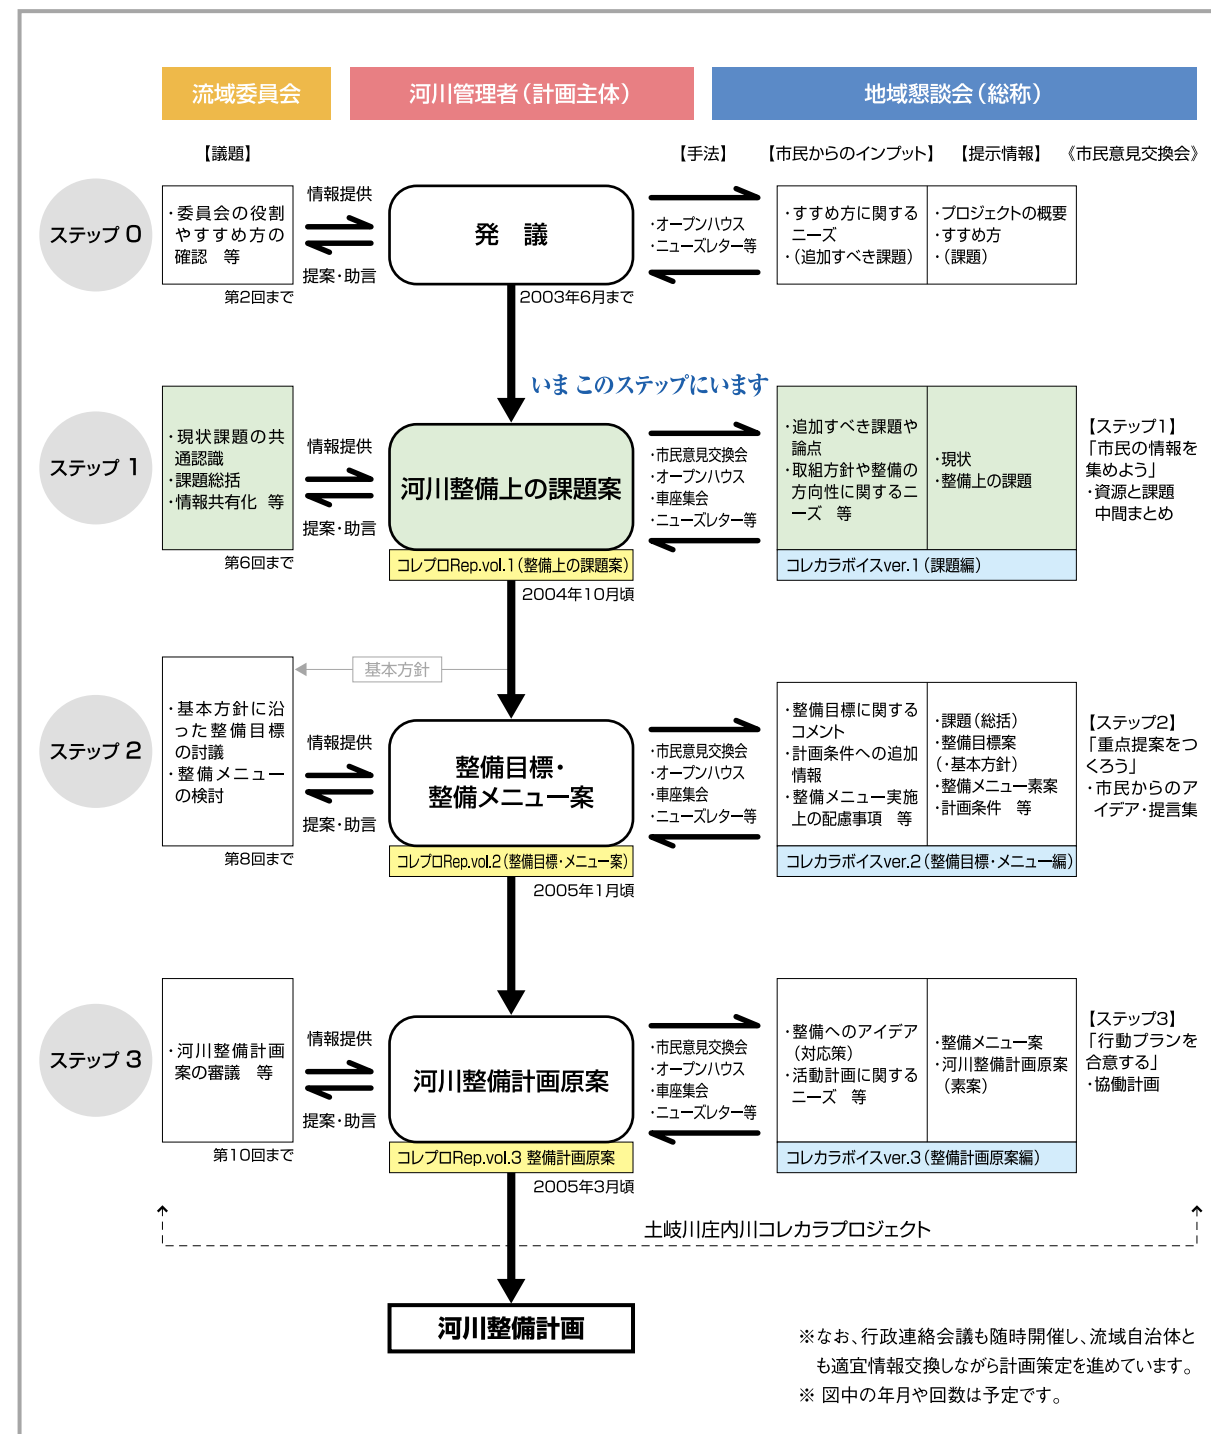 流域委員会
河川管理者（計画主体）
地域懇談会（総称）
【議題】
【手法】
【市民からのインプット】
【提示情報】
《市民意見交換会》
ステップ 0
・委員会の役割
やすすめ方の
確認　等
第2回まで
情報提供
提案・助言
発　議
2003年6月まで
・オープンハウス
・ニューズレター等
・すすめ方に関する
ニーズ
・（追加すべき課題）
・プロジェクトの概要
・すすめ方
・（課題）
いま このステップにいます
ステップ 1
・現状課題の共
通認識
・課題総括
・情報共有化　等
第6回まで
情報提供
提案・助言
河川整備上の課題案
コレプロRep.vol.1（整備上の課題案）
2004年10月頃
・市民意見交換会
・オープンハウス
・車座集会
・ニューズレター等
・追加すべき課題や
論点
・取組方針や整備の
方向性に関するニ
ーズ　等
・現状
・整備上の課題
コレカラボイスver.1（課題編）
【ステップ1】
「市民の情報を
集めよう」
・資源と課題
中間まとめ
基本方針
ステップ 2
・基本方針に沿
った整備目標
の討議
・整備メニュー
の検討
第8回まで
情報提供
提案・助言
整備目標・
整備メニュー案
コレプロRep.vol.2（整備目標・メニュー案）
2005年1月頃
・市民意見交換会
・オープンハウス
・車座集会
・ニューズレター等
・整備目標に関する
コメント
・計画条件への追加
情報
・整備メニュー実施
上の配慮事項　等
・課題（総括）
・整備目標案
（・基本方針）
・整備メニュー素案
・計画条件　等
コレカラボイスver.2（整備目標・メニュー編）
【ステップ2】
「重点提案をつ
くろう」
・市民からのア
イデア・提言集
ステップ 3
・河川整備計画
案の審議　等
第10回まで
情報提供
提案・助言
河川整備計画原案
コレプロRep.vol.3 整備計画原案
2005年3月頃
・市民意見交換会
・オープンハウス
・車座集会
・ニューズレター等
・整備へのアイデア
（対応策）
・活動計画に関する
ニーズ　等
・整備メニュー案
・河川整備計画原案
（素案）
コレカラボイスver.3（整備計画原案編）
【ステップ3】
「行動プランを
合意する」
・協働計画
土岐川庄内川コレカラプロジェクト
河川整備計画
※なお、行政連絡会議も随時開催し、流域自治体と
も適宜情報交換しながら計画策定を進めています。
※ 図中の年月や回数は予定です。